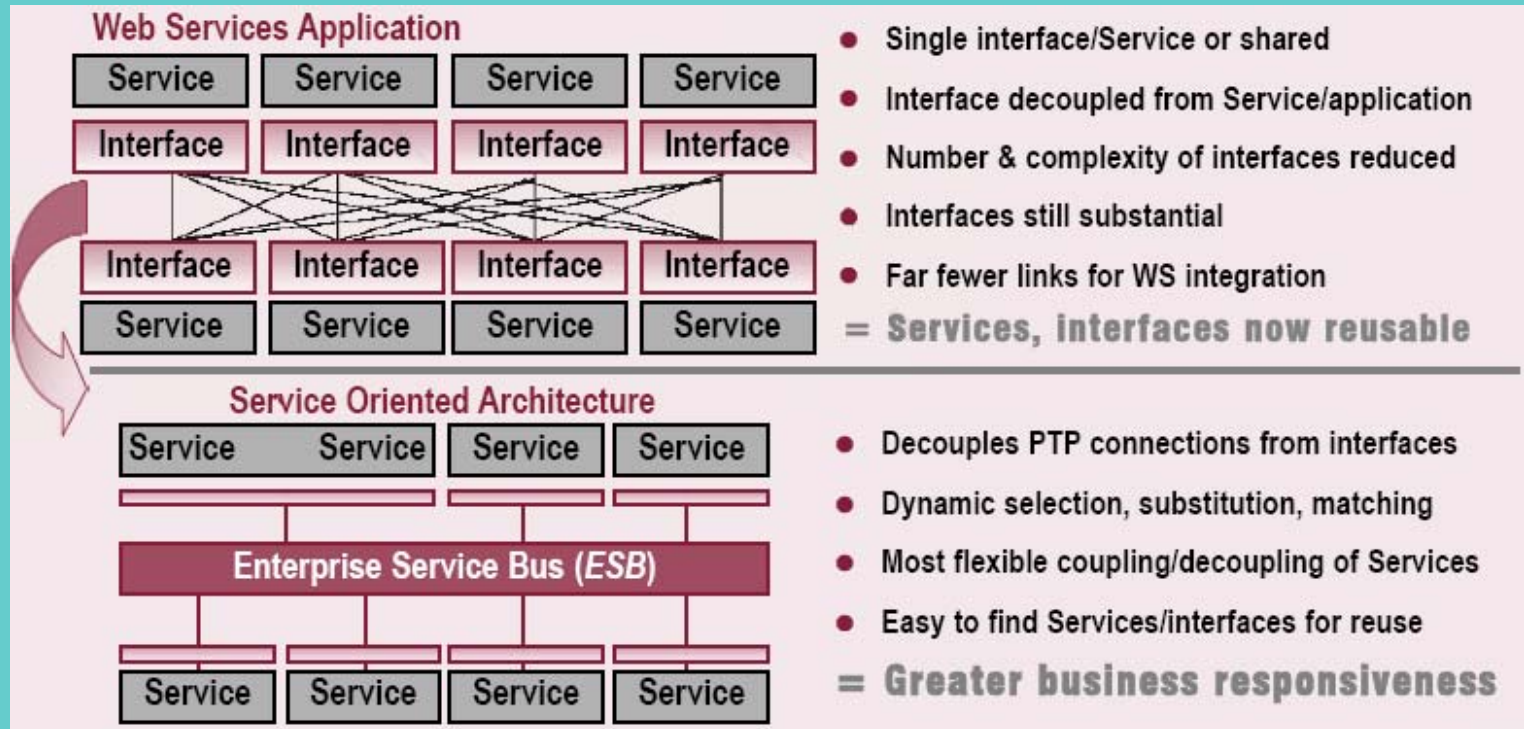 Web Services Application
Service Service Service Service
Interface Interface Interface Interface
Interface Interface Interface Interface
Service Service Service Service
● Single interface/Service or shared
● Interface decoupled from Service/application
● Number & complexity of interfaces reduced
● Interfaces still substantial
● Far fewer links for WS integration
= Services, interfaces now reusable
Service Oriented Architecture
Service Service Service Service
Enterprise Service Bus (ESB)
Service Service Service Service
● Decouples PTP connections from interfaces
● Dynamic selection, substitution, matching
● Most flexible coupling/decoupling of Services
● Easy to find Services/interfaces for reuse
= Greater business responsiveness